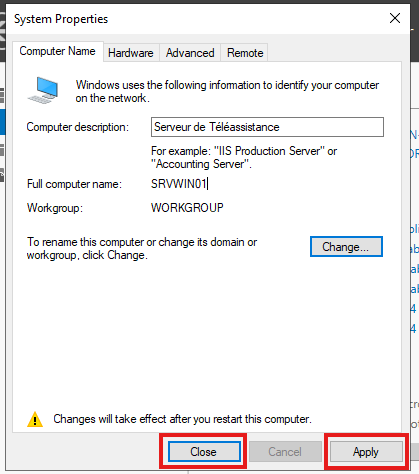 System Properties
Computer Name Hardware Advanced Remote
Windows uses the following information to identify your computer
on the network.
Computer description: Serveur de Téléassistance
For example: "IIS Production Server" or
"Accounting Server".
Full computer name: SRVWIN01
Workgroup: WORKGROUP
To rename this computer or change its domain or
workgroup, click Change.
Change...
Changes will take effect after you restart this computer.
Close Cancel Apply